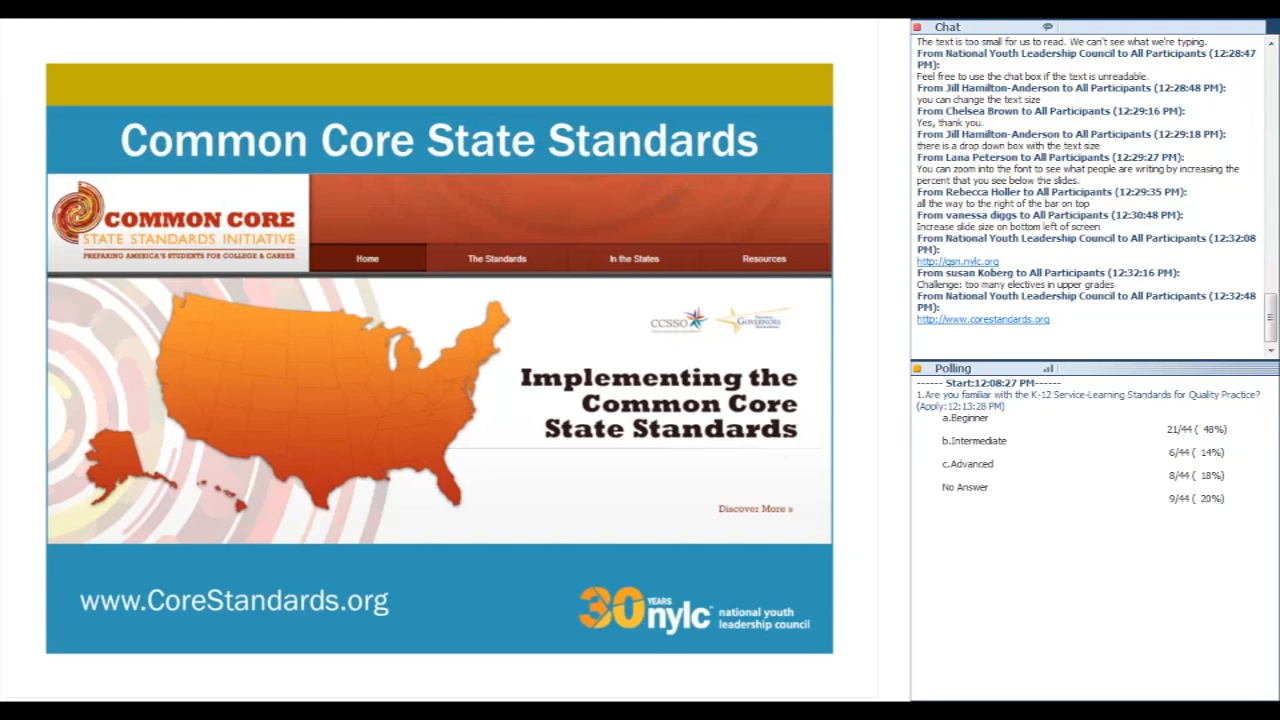 Common Core State Standards
COMMON CORE
STATE STANDARDS INITIATIVE
PREPARING AMERICA'S STUDENTS FOR COLLEGE & CAREER
Home
The Standards
In the States
Resources
CCSSO
NATIONAL
GOVERNORS
ASSOCIATION
Implementing the
Common Core
State Standards
Discover More »
www.CoreStandards.org
30 YEARS
nylc™
national youth
leadership council
Chat
The text is too small for us to read. We can't see what we're typing.
From National Youth Leadership Council to All Participants (12:28:47
PM):
Feel free to use the chat box if the text is unreadable.
From Jill Hamilton-Anderson to All Participants (12:28:48 PM):
you can change the text size
From Chelsea Brown to All Participants (12:29:16 PM):
Yes, thank you.
From Jill Hamilton-Anderson to All Participants (12:29:18 PM):
there is a drop down box with the text size
From Lana Peterson to All Participants (12:29:27 PM):
You can zoom into the font to see what people are writing by increasing the
percent that you see below the slides.
From Rebecca Holler to All Participants (12:29:35 PM):
all the way to the right of the bar on top
From vanessa diggs to All Participants (12:30:48 PM):
Increase slide size on bottom left of screen
From National Youth Leadership Council to All Participants (12:32:08
PM):
http://gsn.nylc.org
From susan Koberg to All Participants (12:32:16 PM):
Challenge: too many electives in upper grades
From National Youth Leadership Council to All Participants (12:32:48
PM):
http://www.corestandards.org
Polling
------ Start:12:08:27 PM------
1.Are you familiar with the K-12 Service-Learning Standards for Quality Practice?
(Apply:12:13:28 PM)
a.Beginner
21/44 ( 48%)
b.Intermediate
6/44 ( 14%)
c.Advanced
8/44 ( 18%)
No Answer
9/44 ( 20%)